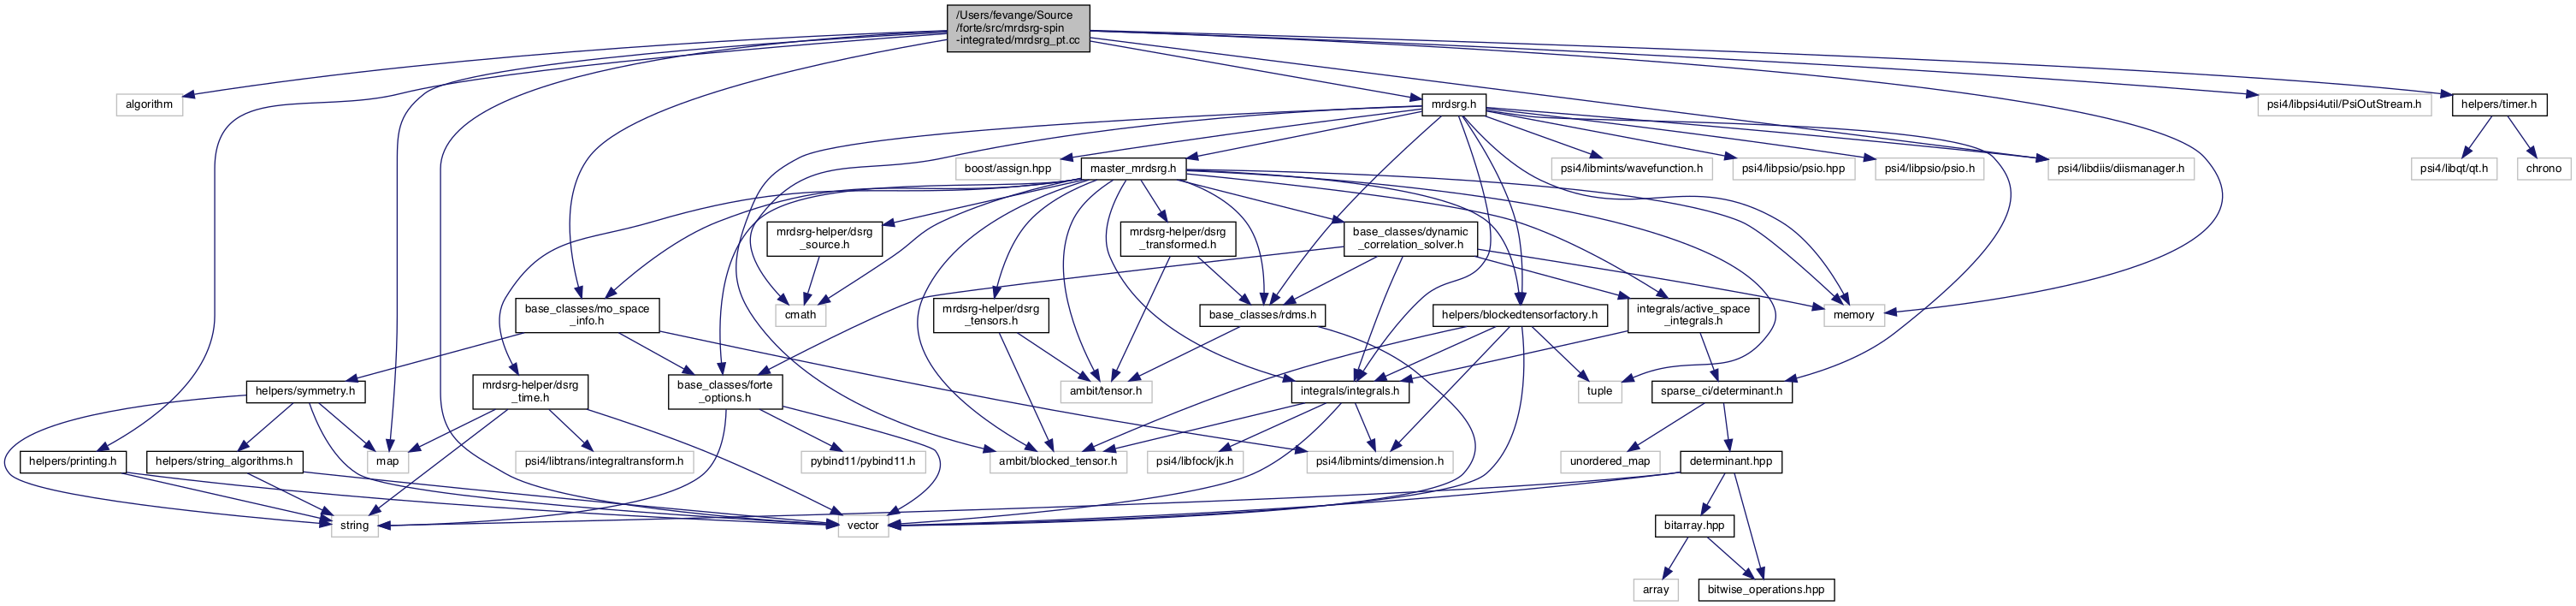 /Users/fevange/Source
/forte/src/mrdsrg-spin
-integrated/mrdsrg_pt.cc
algorithm
mrdsrg.h
psi4/libpsi4util/PsiOutStream.h
helpers/timer.h
boost/assign.hpp
master_mrdsrg.h
psi4/libmints/wavefunction.h
psi4/libpsio/psio.hpp
psi4/libpsio/psio.h
psi4/libdiis/diismanager.h
psi4/libqt/qt.h
chrono
mrdsrg-helper/dsrg
_source.h
mrdsrg-helper/dsrg
_transformed.h
base_classes/dynamic
_correlation_solver.h
base_classes/mo_space
_info.h
cmath
mrdsrg-helper/dsrg
_tensors.h
base_classes/rdms.h
helpers/blockedtensorfactory.h
integrals/active_space
_integrals.h
memory
helpers/symmetry.h
mrdsrg-helper/dsrg
_time.h
base_classes/forte
_options.h
ambit/tensor.h
integrals/integrals.h
tuple
sparse_ci/determinant.h
helpers/printing.h
helpers/string_algorithms.h
map
psi4/libtrans/integraltransform.h
pybind11/pybind11.h
ambit/blocked_tensor.h
psi4/libfock/jk.h
psi4/libmints/dimension.h
unordered_map
determinant.hpp
string
vector
bitarray.hpp
array
bitwise_operations.hpp